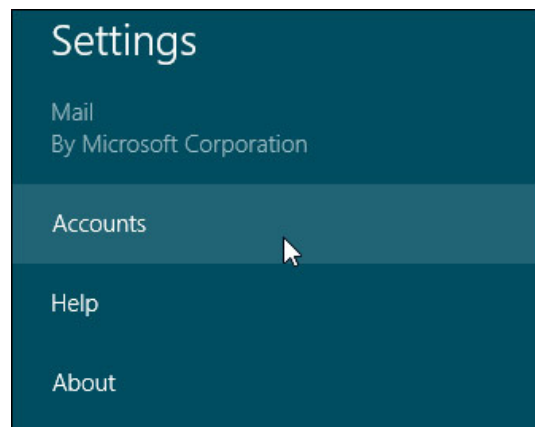 Settings
Mail
By Microsoft Corporation
Accounts
Help
About